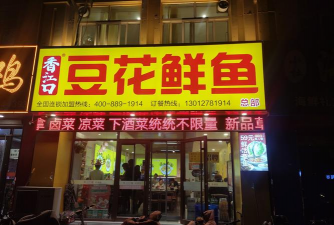 鸡
香江口
豆花鲜鱼
全国连锁加盟热线：400-889-1914 订餐热线：13012781914
总部
卤菜 凉菜 下酒菜统统不限量 新品